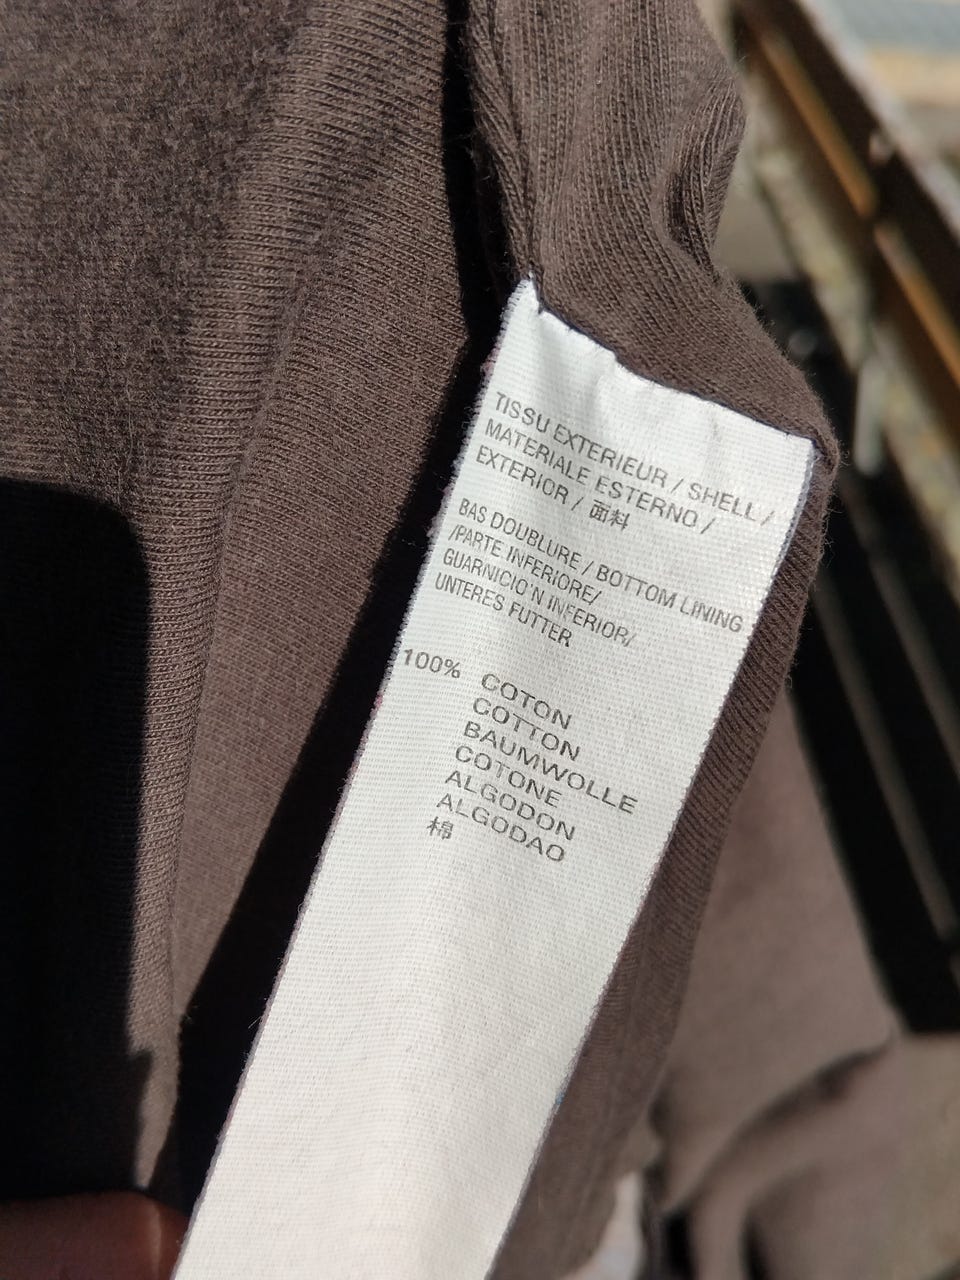 TISSU EXTERIEUR / SHELL /
MATERIALE ESTERNO /
EXTERIOR / 面料
BAS DOUBLURE / BOTTOM LINING
/PARTE INFERIORE/
GUARNICIO'N INFERIOR/
UNTERES FUTTER
100% COTON
COTTON
BAUMWOLLE
COTONE
ALGODON
ALGODAO
棉